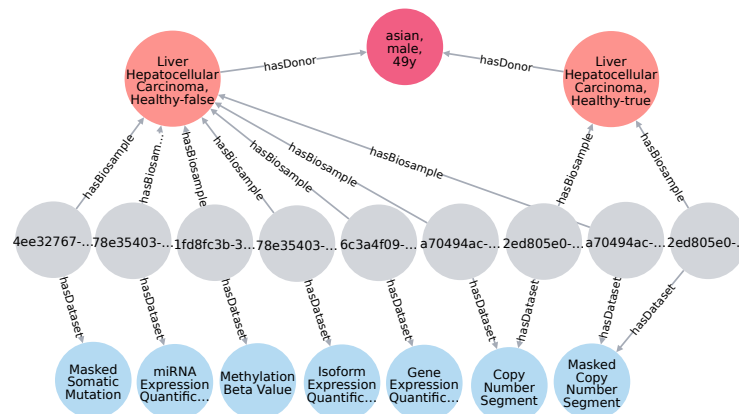 asian,
male,
49y
Liver
Hepatocellular
Carcinoma,
Healthy-false
Liver
Hepatocellular
Carcinoma,
Healthy-true
hasDonor
hasDonor
hasBiosample
hasBiosam...
hasBiosample
hasBiosample
hasBiosample
hasBiosample
hasBiosample
hasBiosample
hasBiosample
4ee32767-...
78e35403-...
1fd8fc3b-3...
78e35403-...
6c3a4f09-...
a70494ac-...
2ed805e0-...
a70494ac-...
2ed805e0-...
hasDataset
hasDataset
hasDataset
hasDataset
hasDataset
hasDataset
hasDataset
hasDataset
hasDataset
Masked
Somatic
Mutation
miRNA
Expression
Quantific...
Methylation
Beta Value
Isoform
Expression
Quantific...
Gene
Expression
Quantific...
Copy
Number
Segment
Masked
Copy
Number
Segment